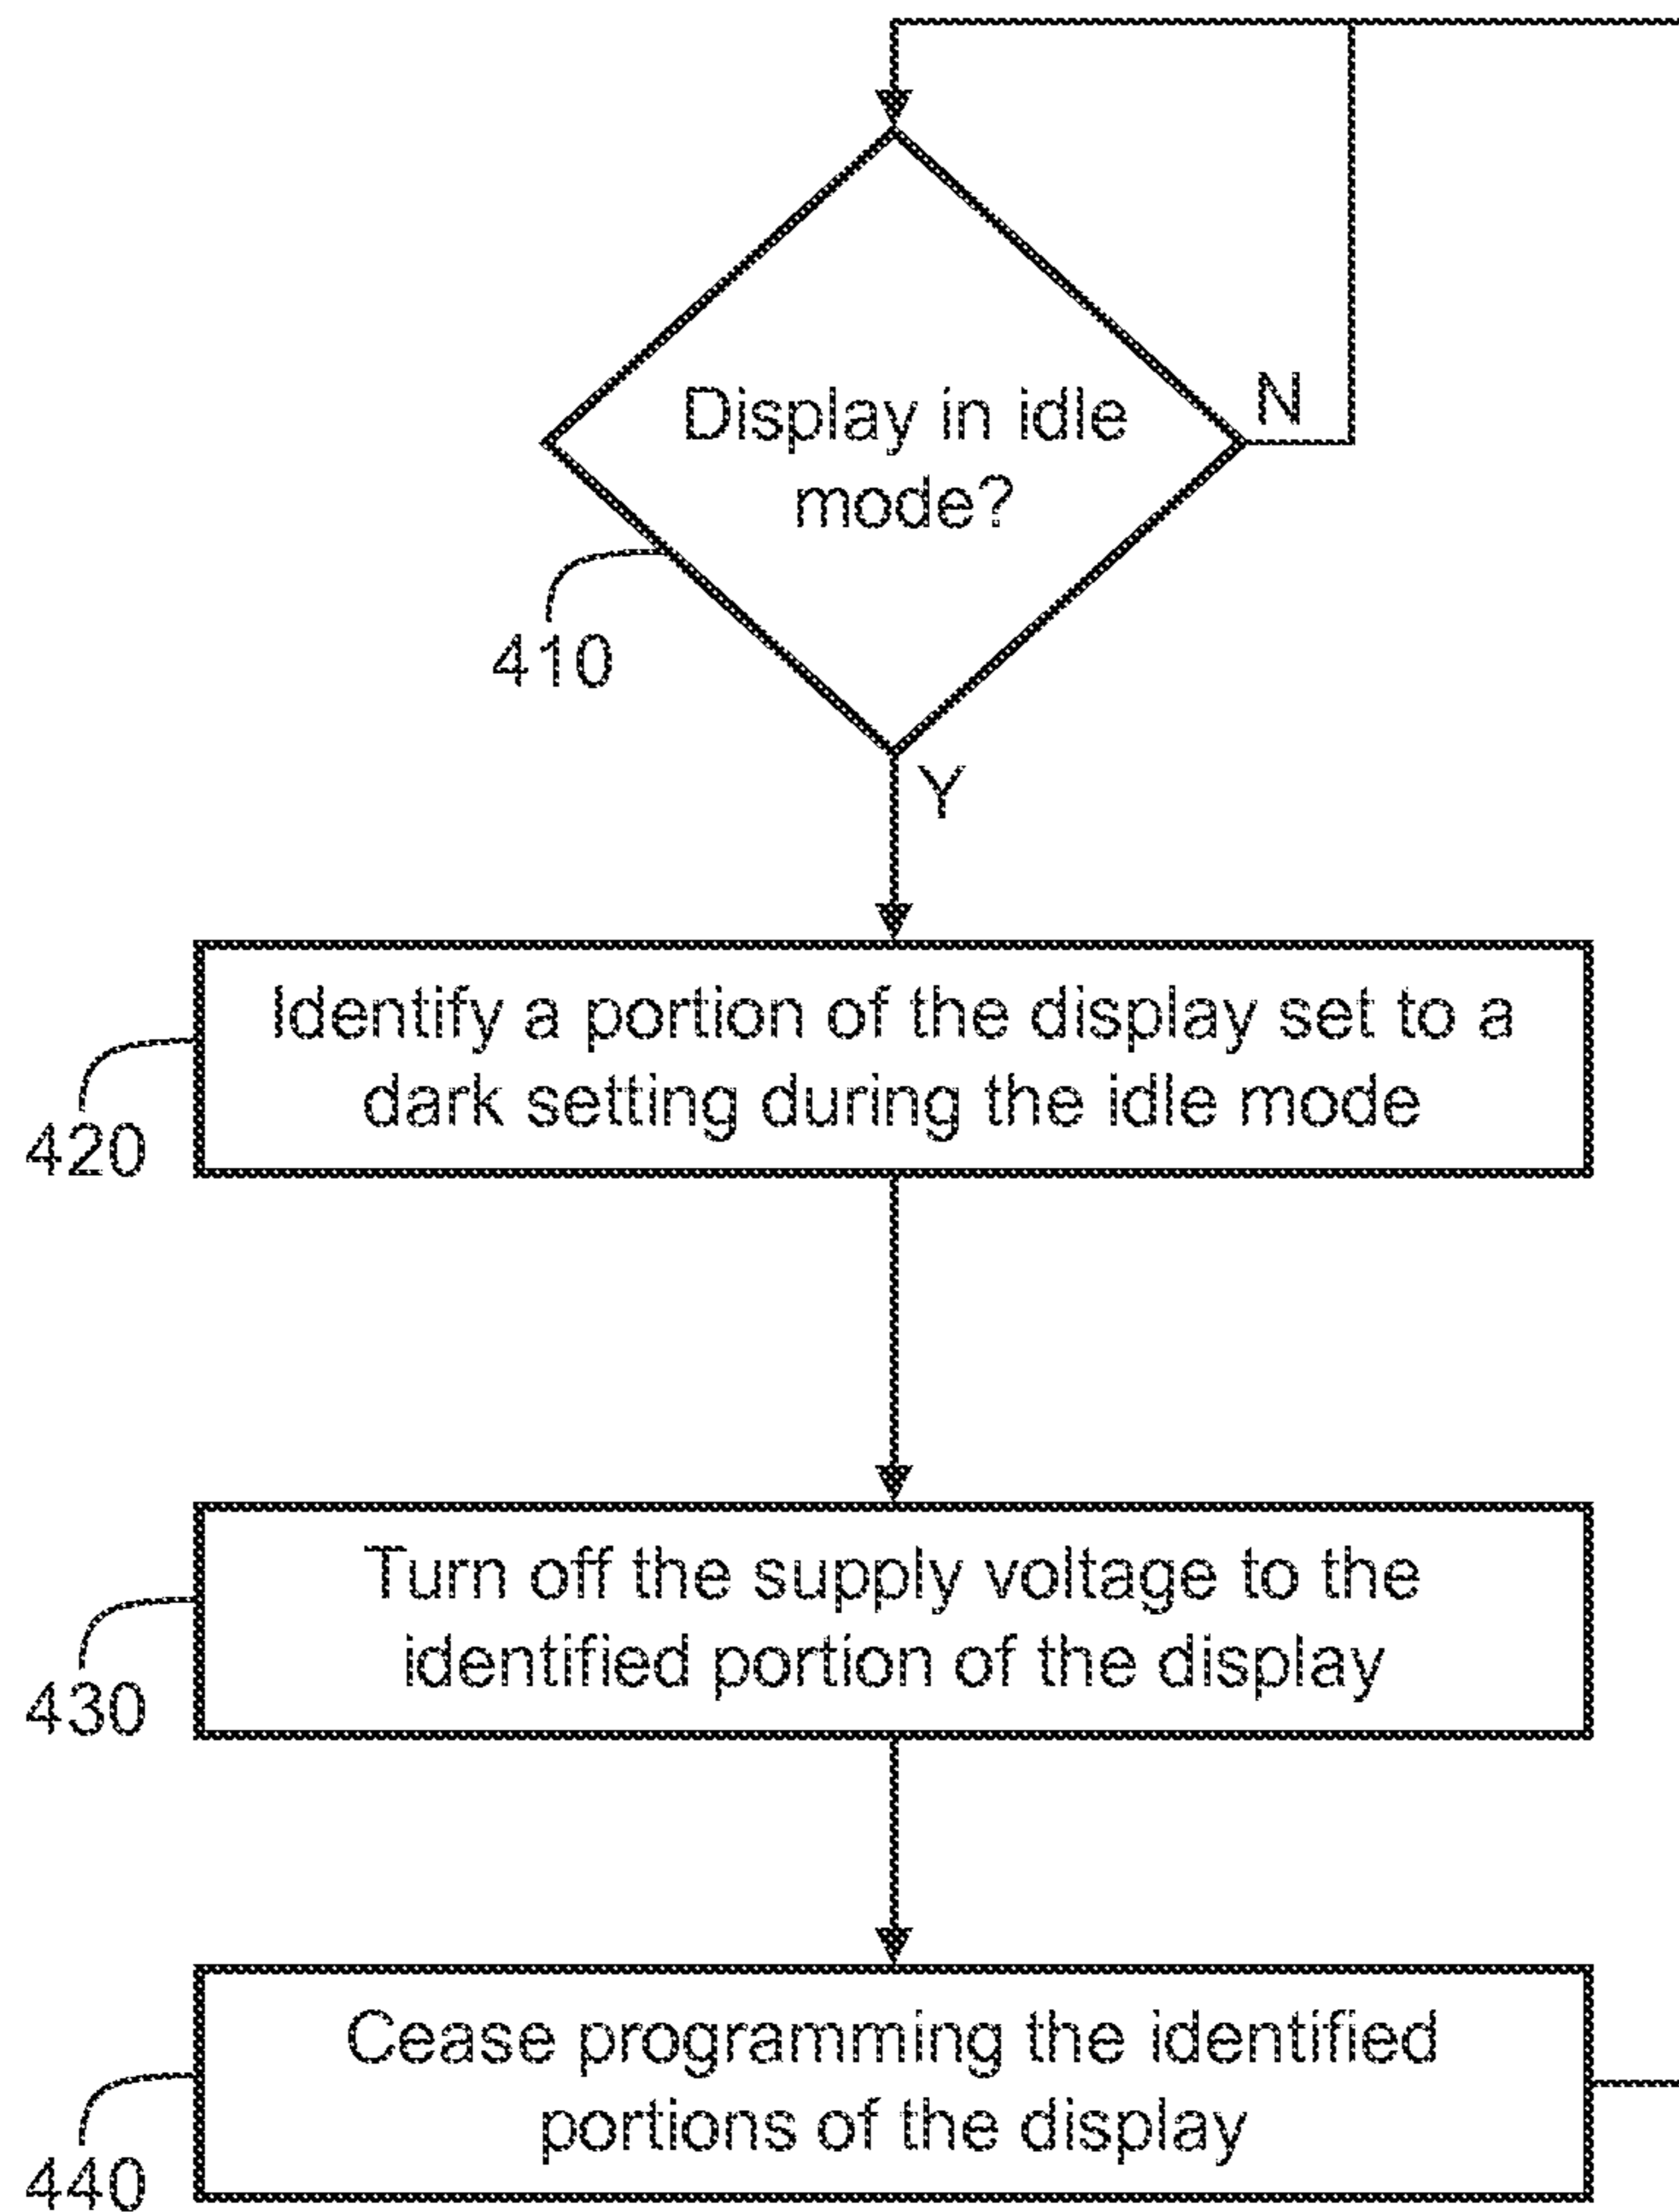 Display in idle
mode?
N
410
Y
Identify a portion of the display set to a
dark setting during the idle mode
420
Turn off the supply voltage to the
identified portion of the display
430
Cease programming the identified
portions of the display
440